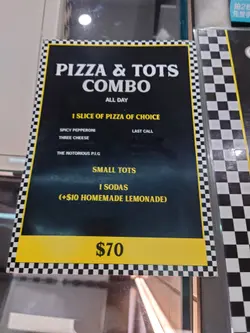 PIZZA & TOTS
COMBO
ALL DAY
1 SLICE OF PIZZA OF CHOICE
SPICY PEPPERONI
LAST CALL
THREE CHEESE
THE NOTORIOUS P.I.G.
SMALL TOTS
1 SODAS
(+$10 HOMEMADE LEMONADE)
$70